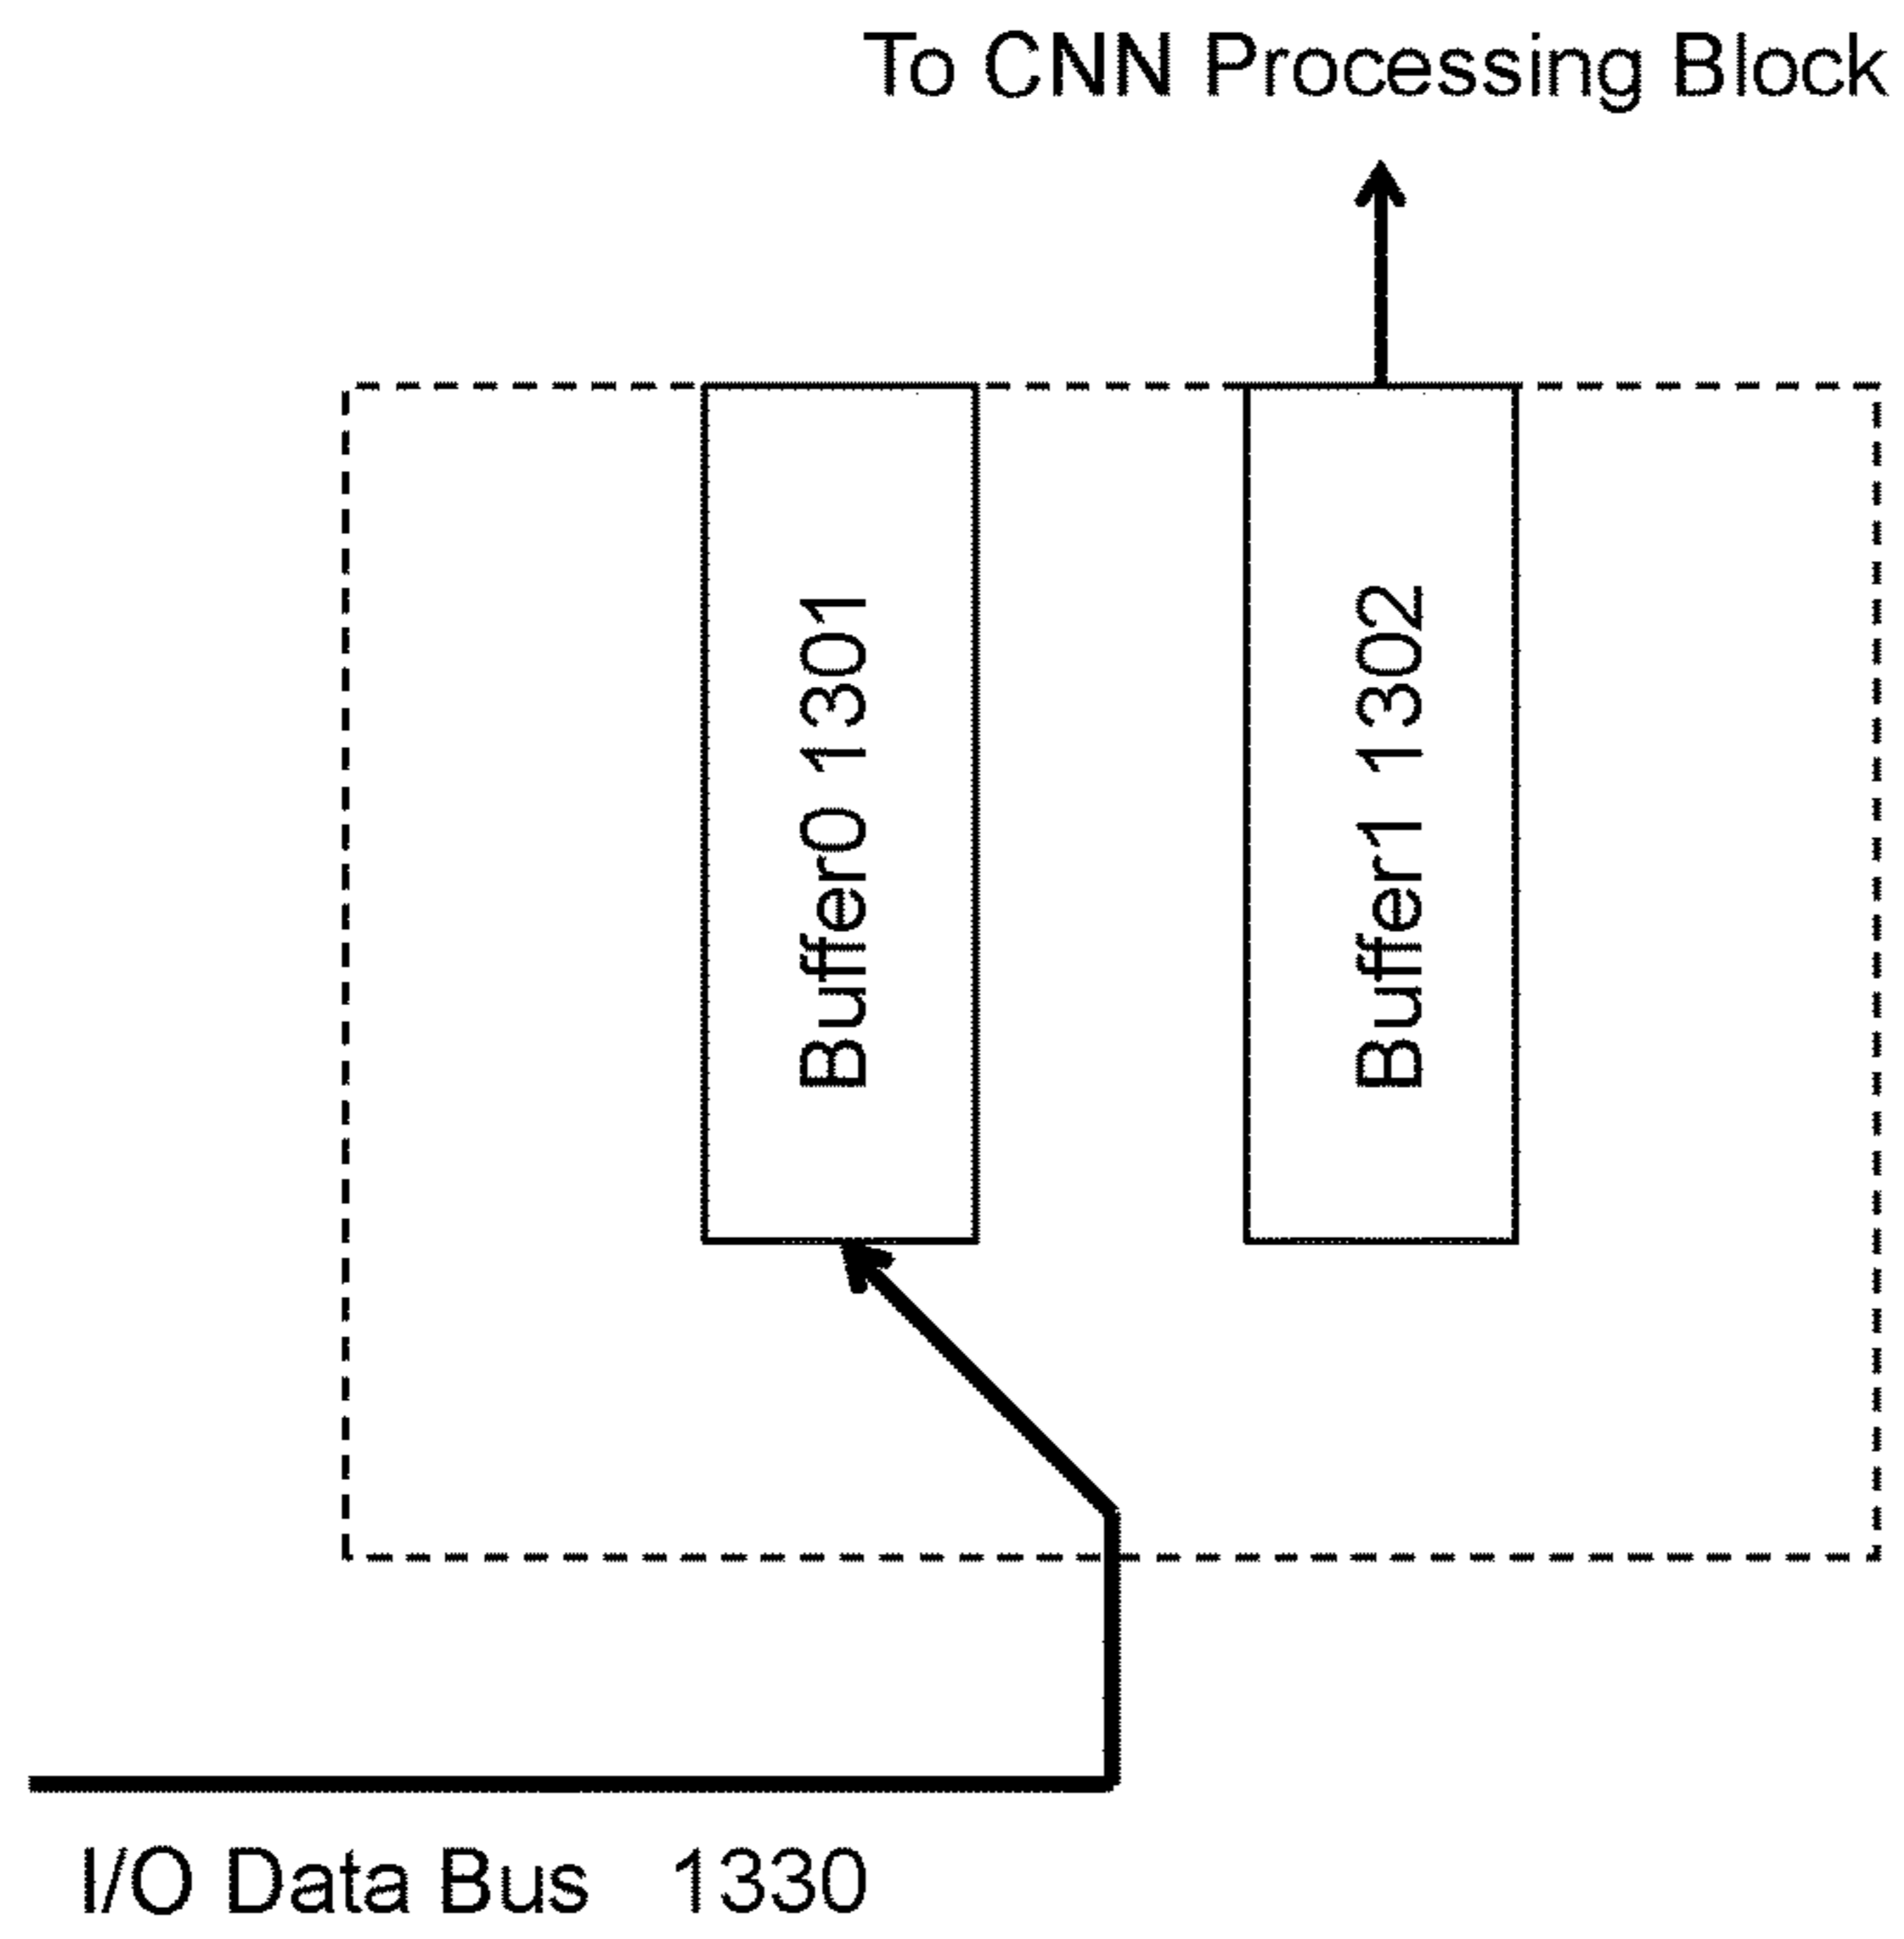 To CNN Processing Block
Buffer0 1301
Buffer1 1302
I/O Data Bus 1330